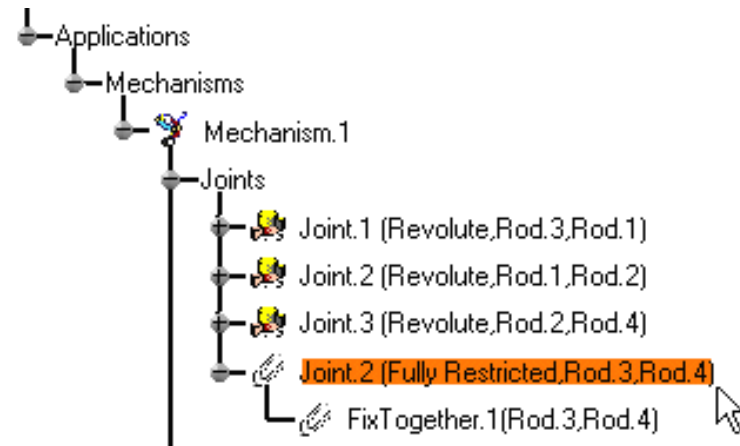 Applications
Mechanisms
Mechanism.1
Joints
Joint.1 (Revolute,Rod.3,Rod.1)
Joint.2 (Revolute,Rod.1,Rod.2)
Joint.3 (Revolute,Rod.2,Rod.4)
Joint.2 (Fully Restricted,Rod.3,Rod.4)
FixTogether.1(Rod.3,Rod.4)